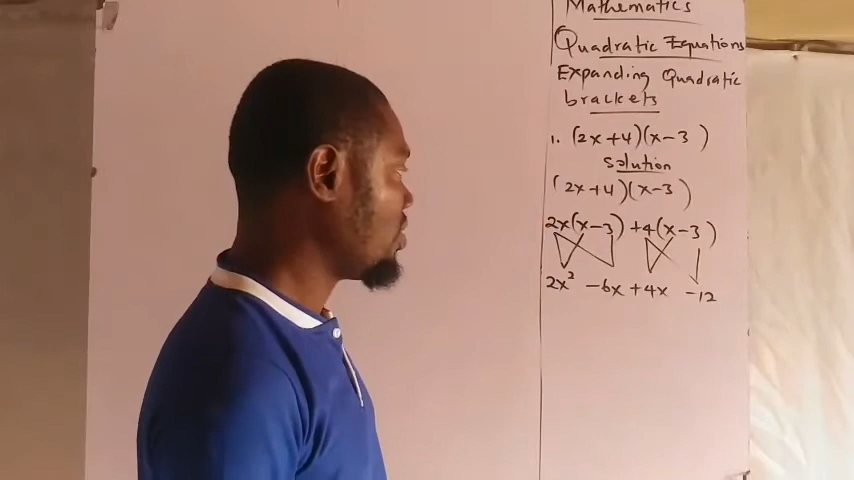 Mathematics
Quadratic Equations
Expanding Quadratic
brackets
1. (2x+4)(x-3)
Solution
(2x+4)(x-3)
2x(x-3) +4(x-3)
2x² -6x +4x -12